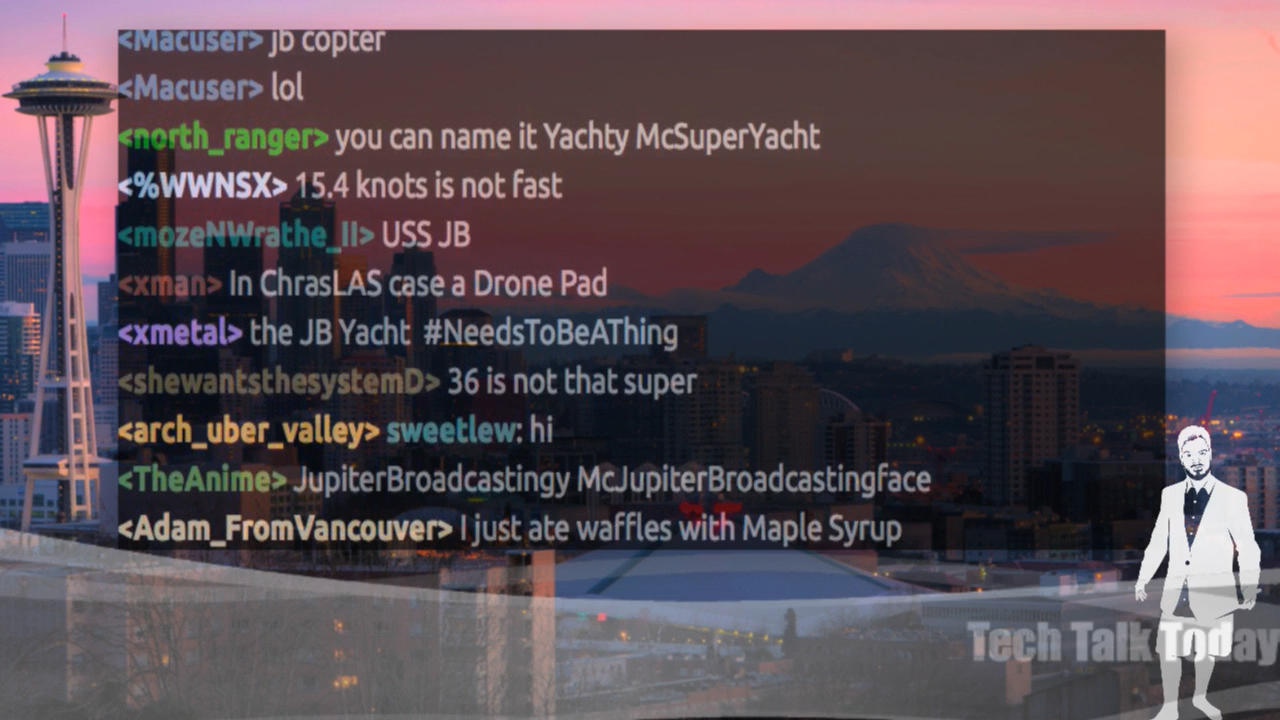 <Macuser> jb copter
<Macuser> lol
<north_ranger> you can name it Yachty McSuperYacht
<%WWNSX> 15.4 knots is not fast
<mozeNWrathe_II> USS JB
<xman> In ChrasLAS case a Drone Pad
<xmetal> the JB Yacht #NeedsToBeAThing
<shewantsthesystemD> 36 is not that super
<arch_uber_valley> sweetlew: hi
<TheAnime> JupiterBroadcastingy McJupiterBroadcastingface
<Adam_FromVancouver> I just ate waffles with Maple Syrup
Tech Talk Today